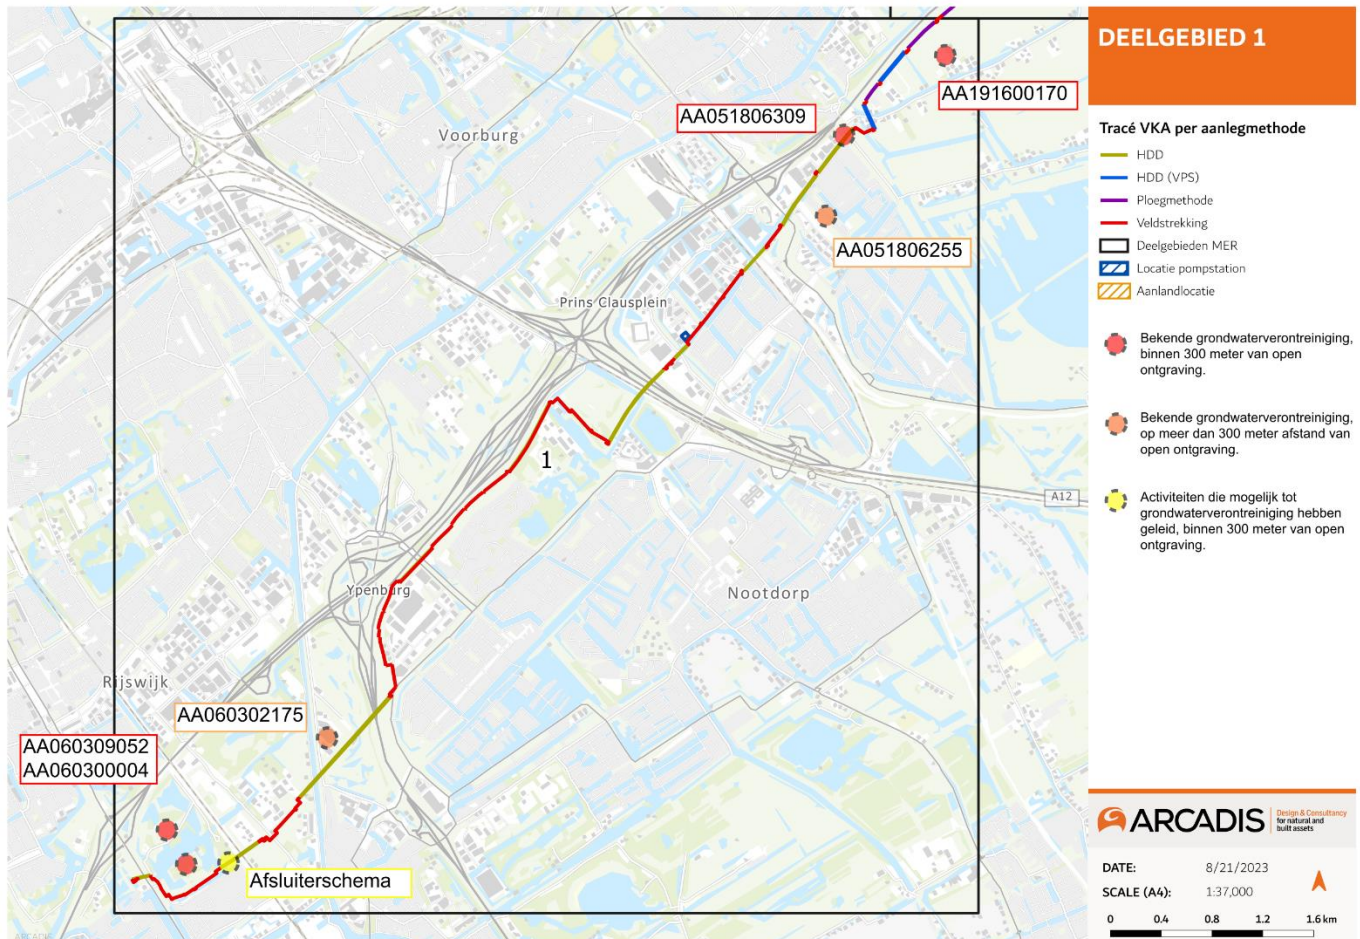 DEELGEBIED 1
Tracé VKA per aanlegmethode
HDD
HDD (VPS)
Ploegmethode
Veldstrekking
Deelgebieden MER
Locatie pompstation
Aanlandlocatie
Bekende grondwaterverontreiniging,
binnen 300 meter van open
ontgraving.
Bekende grondwaterverontreiniging,
op meer dan 300 meter afstand van
open ontgraving.
Activiteiten die mogelijk tot
grondwaterverontreiniging hebben
geleid, binnen 300 meter van open
ontgraving.
AA191600170
AA051806309
Voorburg
AA051806255
Prins Clausplein
1
A12
Ypenburg
Nootdorp
Rijswijk
AA060302175
AA060309052
AA060300004
Afsluiterschema
ARCADIS
ARCADIS
Design & Consultancy
for natural and
built assets
DATE: 8/21/2023
SCALE (A4): 1:37,000
0 0.4 0.8 1.2 1.6 km